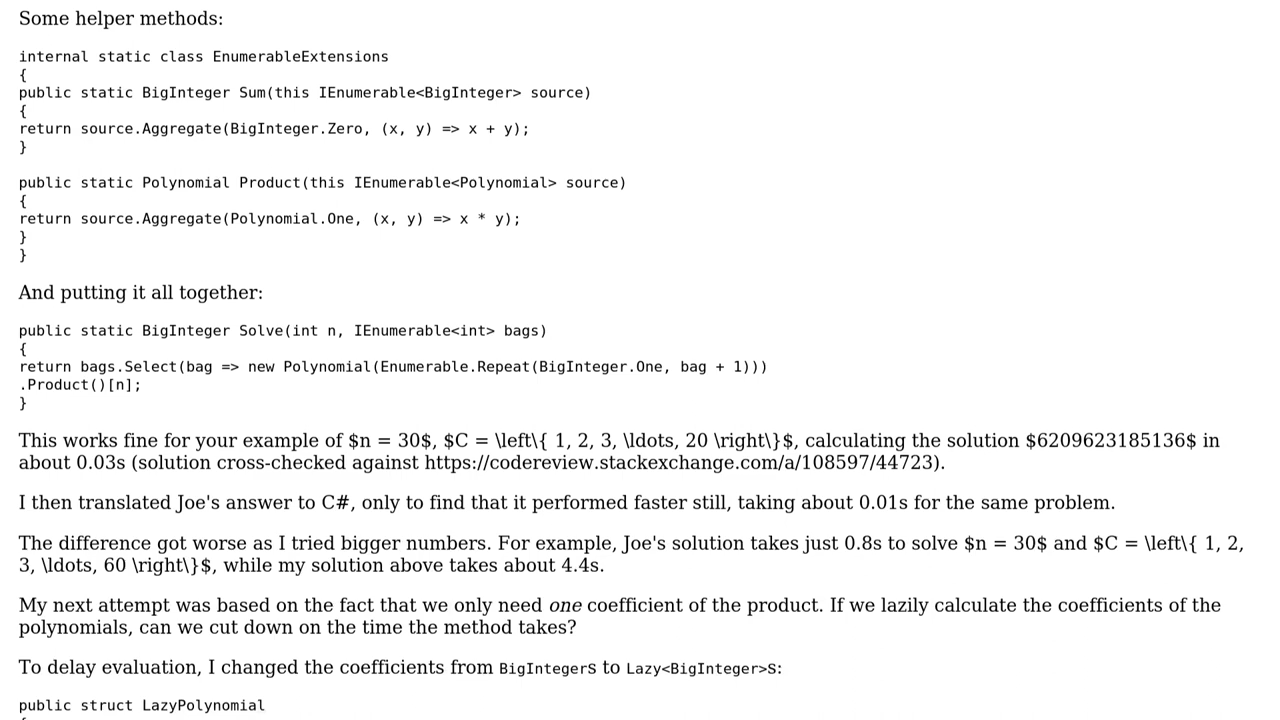 Some helper methods:
internal static class EnumerableExtensions
{
public static BigInteger Sum(this IEnumerable<BigInteger> source)
{
return source.Aggregate(BigInteger.Zero, (x, y) => x + y);
}
public static Polynomial Product(this IEnumerable<Polynomial> source)
{
return source.Aggregate(Polynomial.One, (x, y) => x * y);
}
}
And putting it all together:
public static BigInteger Solve(int n, IEnumerable<int> bags)
{
return bags.Select(bag => new Polynomial(Enumerable.Repeat(BigInteger.One, bag + 1)))
.Product()[n];
}
This works fine for your example of $n = 30$, $C = \left\{ 1, 2, 3, \ldots, 20 \right\}$, calculating the solution $6209623185136$ in
about 0.03s (solution cross-checked against https://codereview.stackexchange.com/a/108597/44723).
I then translated Joe's answer to C#, only to find that it performed faster still, taking about 0.01s for the same problem.
The difference got worse as I tried bigger numbers. For example, Joe's solution takes just 0.8s to solve $n = 30$ and $C = \left\{ 1, 2,
3, \ldots, 60 \right\}$, while my solution above takes about 4.4s.
My next attempt was based on the fact that we only need one coefficient of the product. If we lazily calculate the coefficients of the
polynomials, can we cut down on the time the method takes?
To delay evaluation, I changed the coefficients from BigIntegers to Lazy<BigInteger>s:
public struct LazyPolynomial